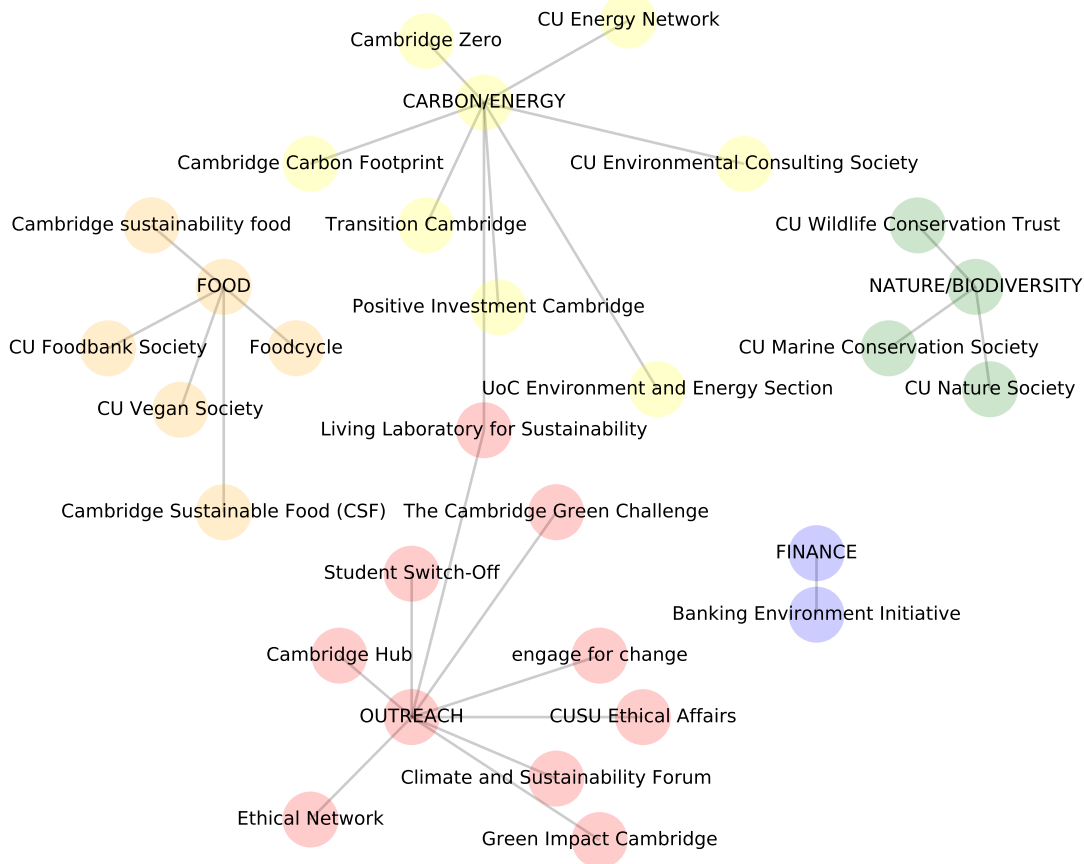 CU Energy Network
Cambridge Zero
CARBON/ENERGY
Cambridge Carbon Footprint
CU Environmental Consulting Society
Cambridge sustainability food
Transition Cambridge
CU Wildlife Conservation Trust
FOOD
NATURE/BIODIVERSITY
Positive Investment Cambridge
CU Foodbank Society
Foodcycle
CU Marine Conservation Society
UoC Environment and Energy Section
CU Nature Society
CU Vegan Society
Living Laboratory for Sustainability
Cambridge Sustainable Food (CSF)
The Cambridge Green Challenge
FINANCE
Student Switch-Off
Banking Environment Initiative
Cambridge Hub
engage for change
OUTREACH
CUSU Ethical Affairs
Climate and Sustainability Forum
Ethical Network
Green Impact Cambridge